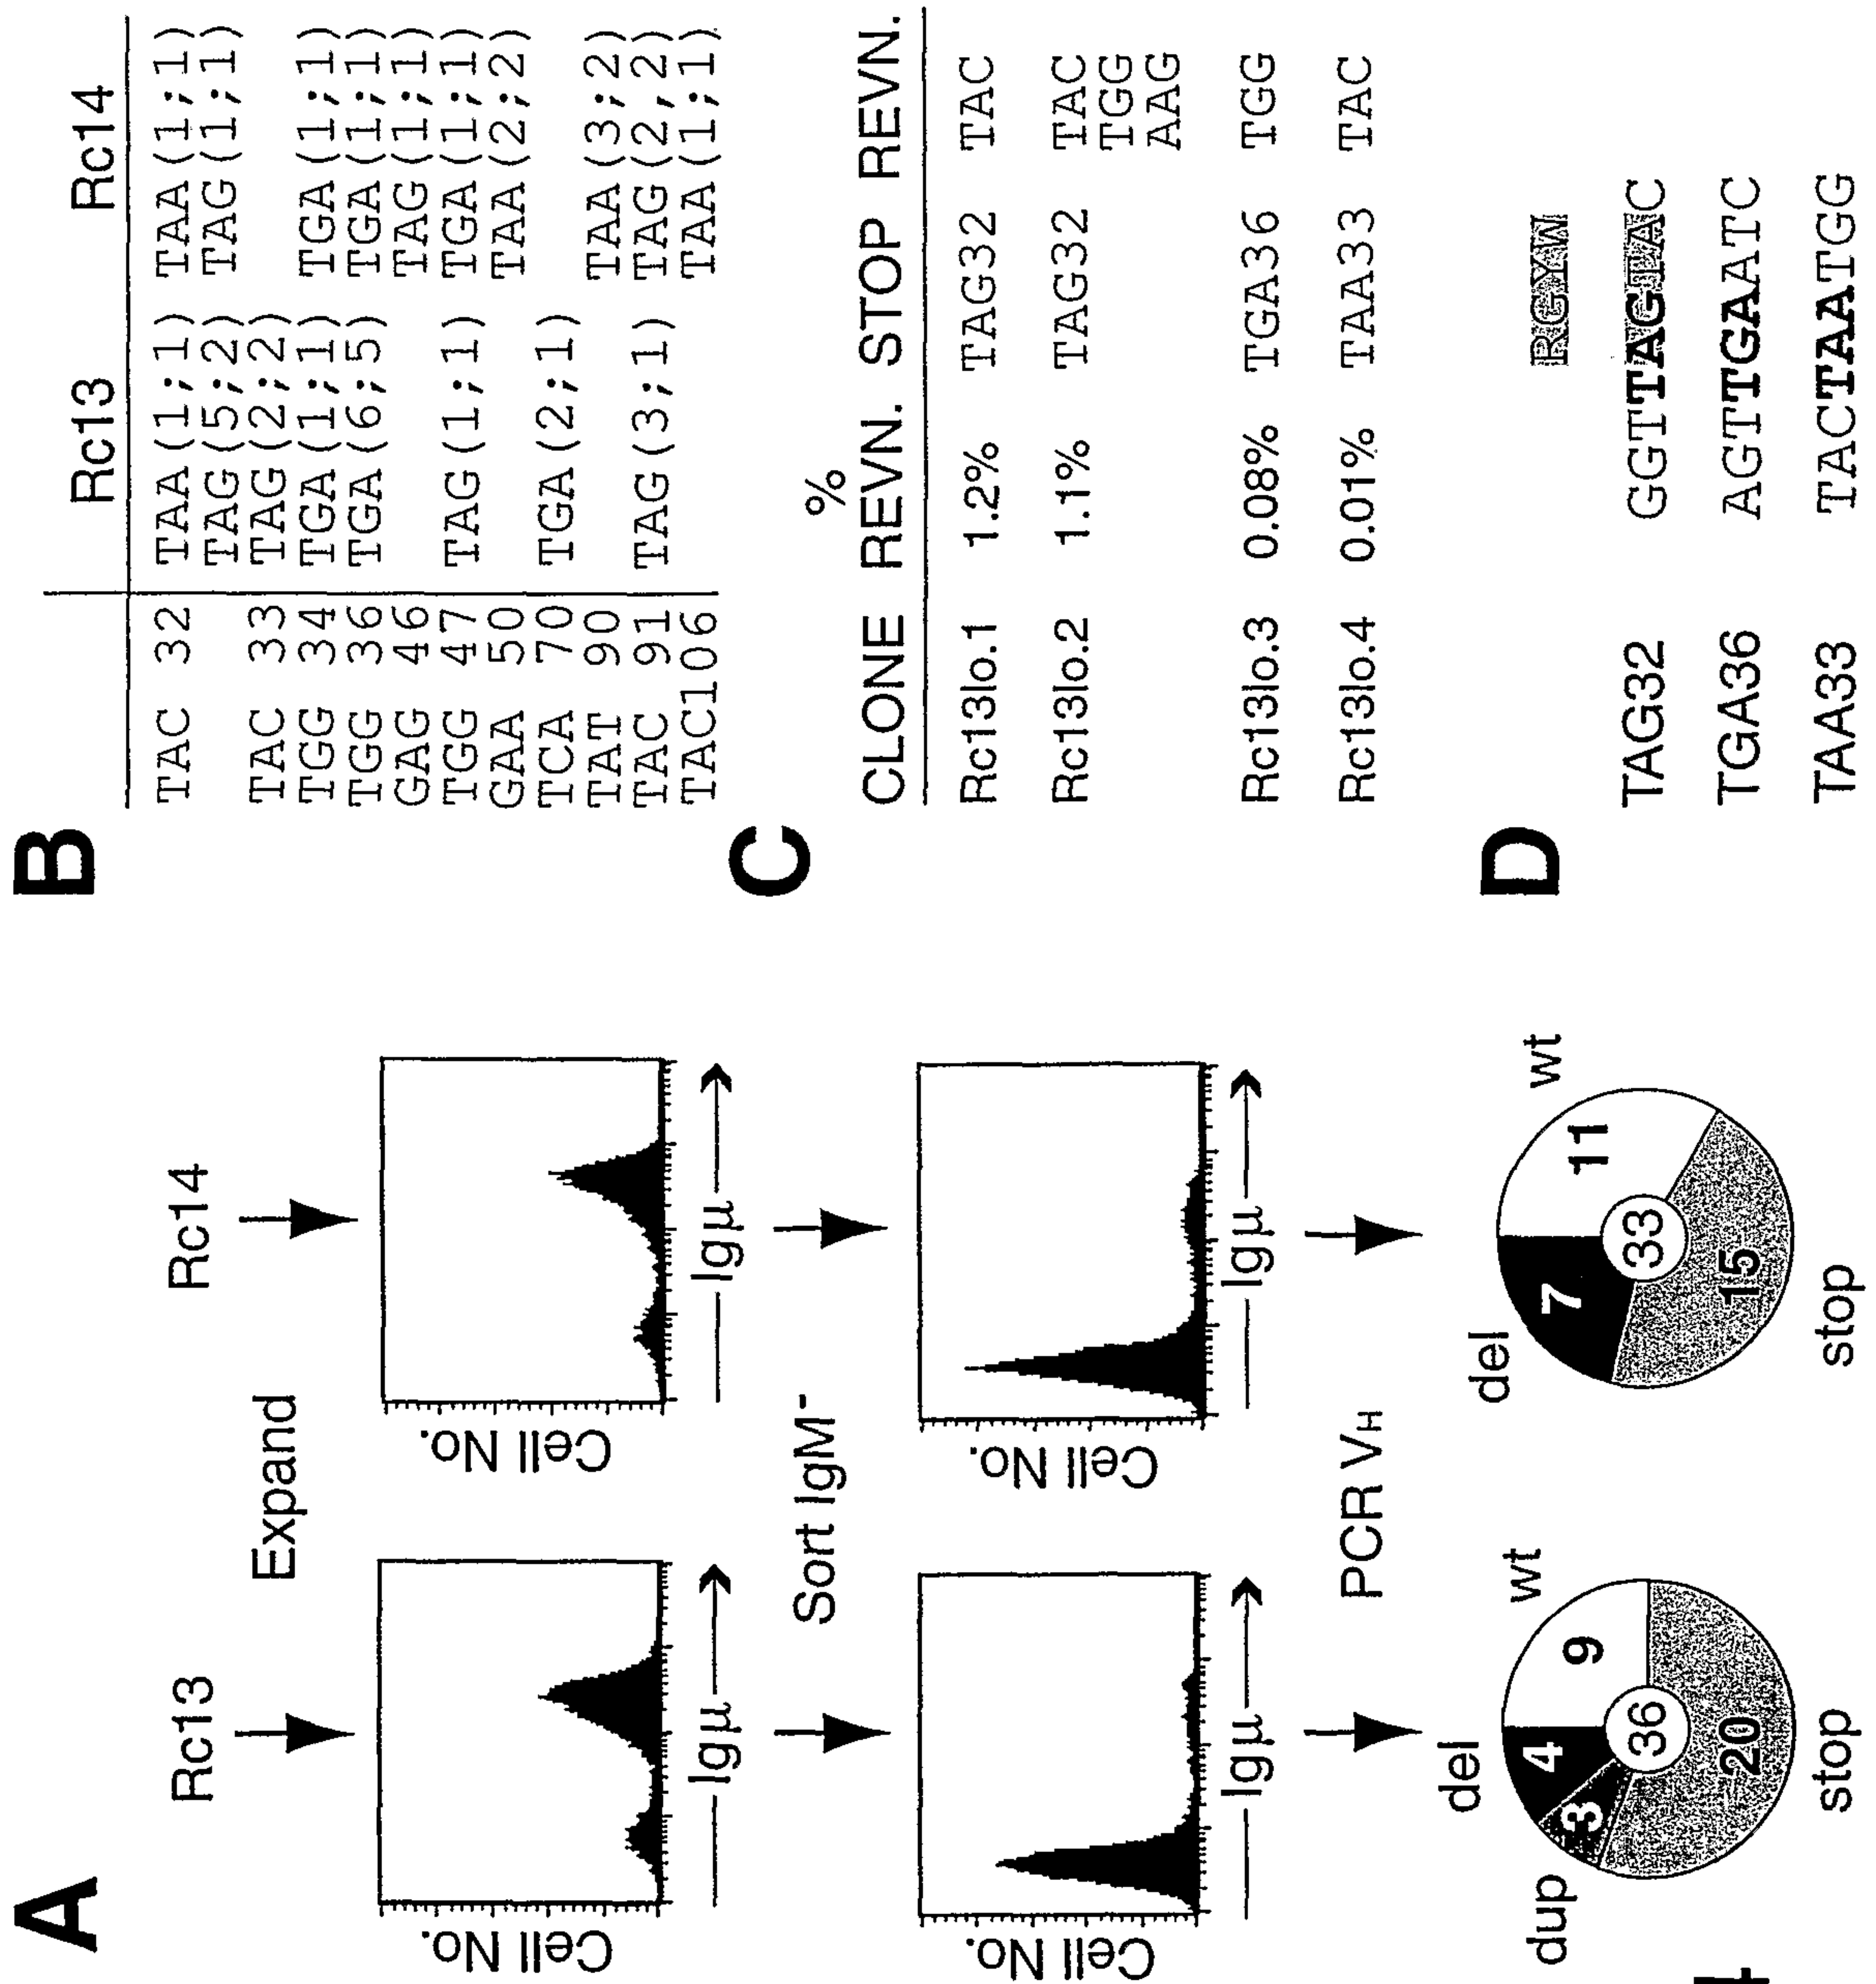 A
Rc13 Rc14
Expand
Cell No. Cell No.
Ig µ Ig µ
Sort IgM-
Cell No. Cell No.
Ig µ Ig µ
PCR VH
dup del wt del wt
3 4 9 7 11
36 33
20 15
stop stop
B
Rc13 Rc14
TAC 32 TAA(1;1) TAA(1;1)
TAG(5;2) TAG(1;1)
TAC 33 TAG(2;2)
TGG 34 TGA(1;1) TGA(1;1)
TGG 36 TGA(6;5) TGA(1;1)
GAG 46 TAG(1;1)
TGG 47 TAG(1;1) TGA(1;1)
GAA 50 TAA(2;2)
TCA 70 TGA(2;1)
TAT 90 TAA(3;2)
TAC 91 TAG(3;1) TAG(2,2)
TAC106 TAA(1;1)
C
%
CLONE REVN. STOP REVN.
Rc13lo.1 1.2% TAG32 TAC
Rc13lo.2 1.1% TAG32 TAC
TGG
AAG
Rc13lo.3 0.08% TGA36 TGG
Rc13lo.4 0.01% TAA33 TAC
D
RGYW
TAG32 GGTTAGTAC
TGA36 AGTTGAATC
TAA33 TACTAATGG